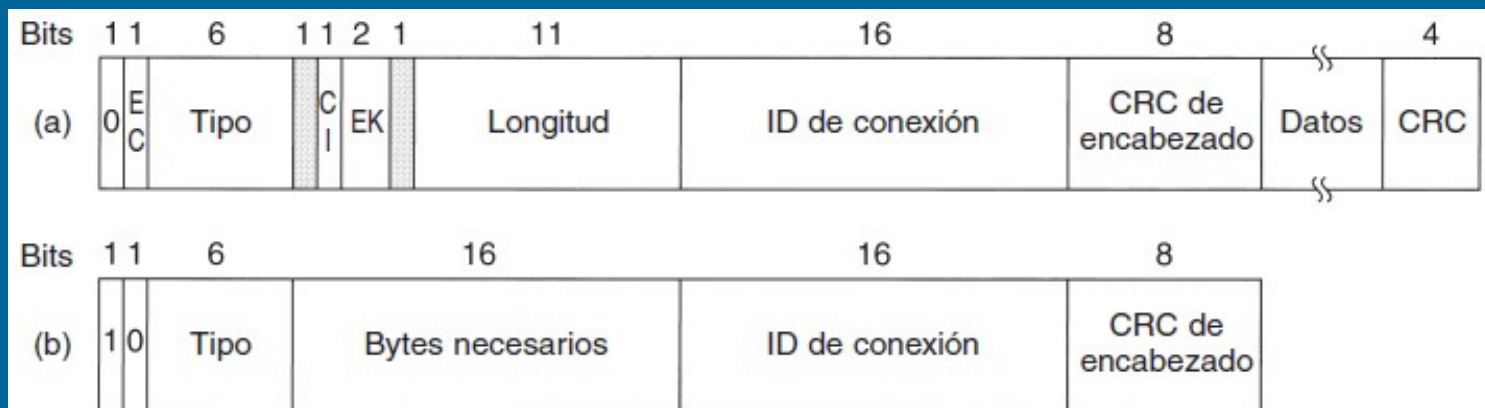 Bits 1 1 6 1 1 2 1 11 16 8 4
(a) 0 EC Tipo CI EK Longitud ID de conexión CRC de encabezado Datos CRC
Bits 1 1 6 16 16 8
(b) 1 0 Tipo Bytes necesarios ID de conexión CRC de encabezado